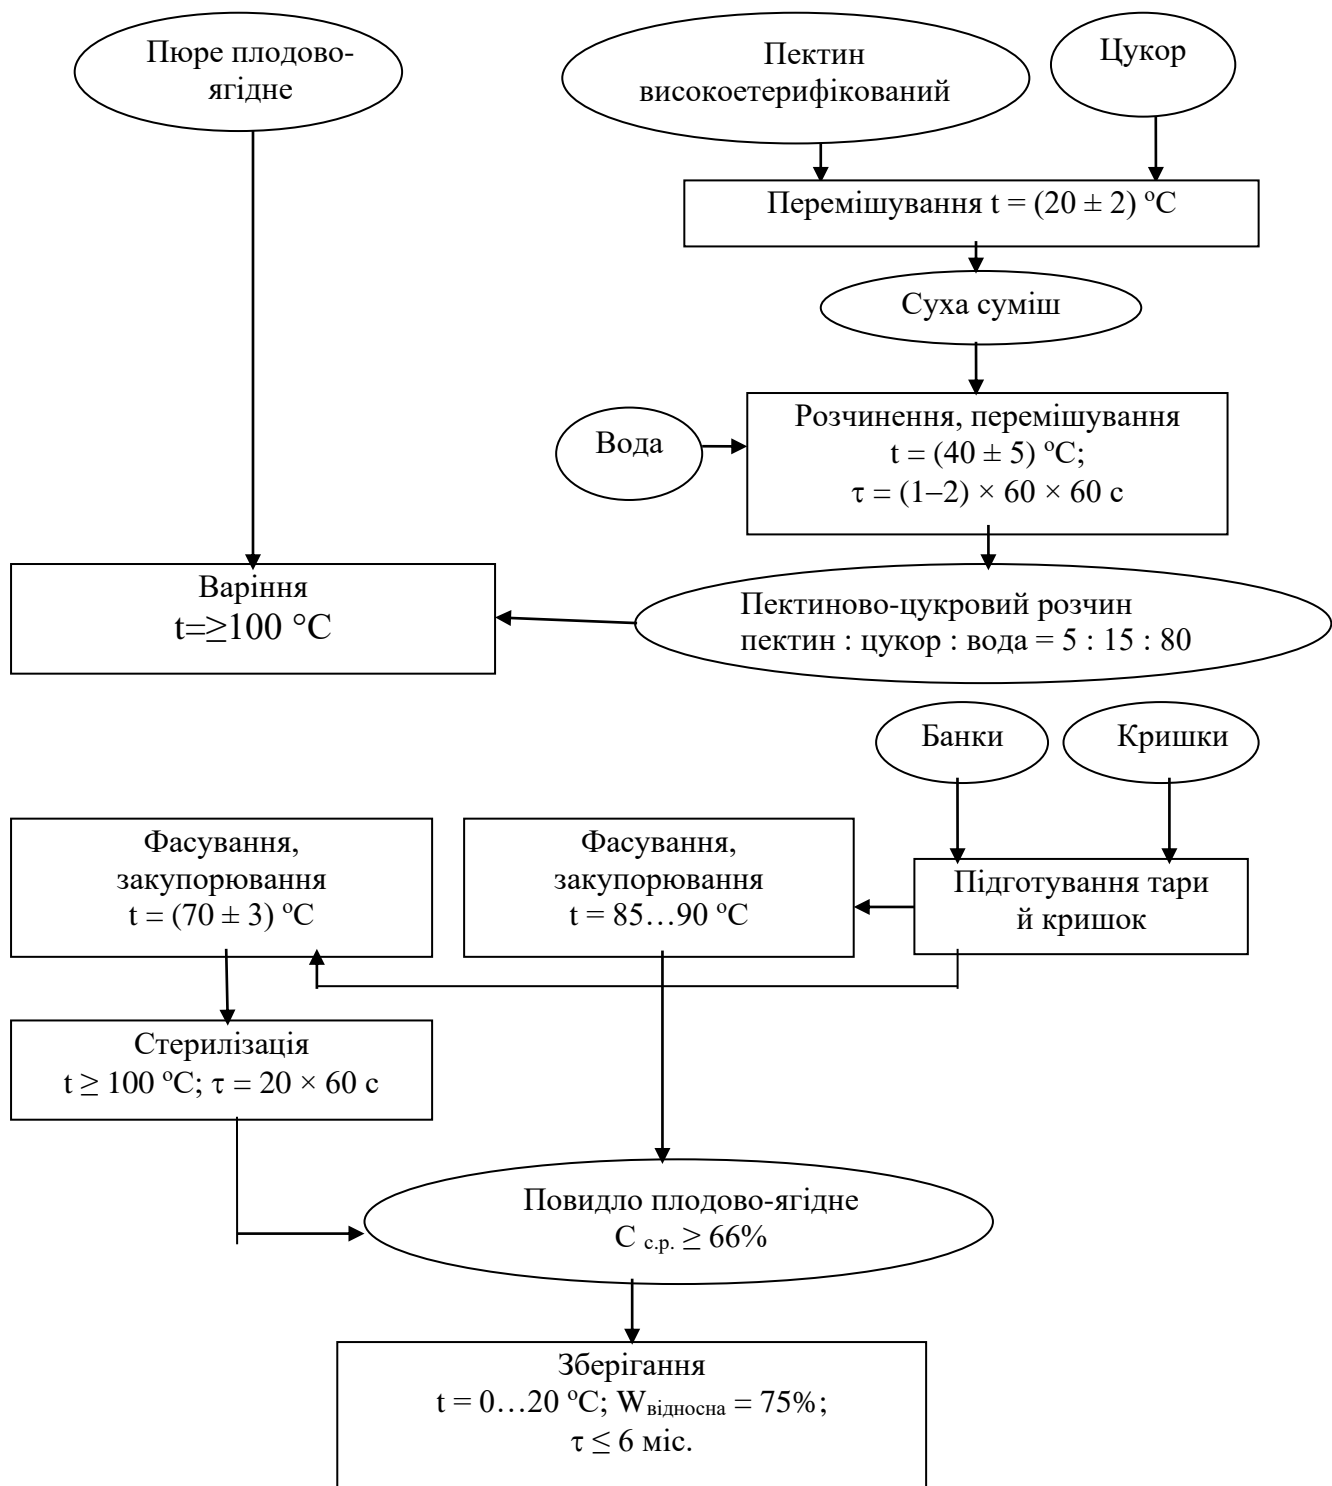 Пюре плодово-
ягідне
Пектин
високоетерифікований
Цукор
Перемішування t = (20 ± 2) ºС
Суха суміш
Вода
Розчинення, перемішування
t = (40 ± 5) ºС;
τ = (1–2) × 60 × 60 с
Варіння
t=≥100 °C
Пектиново-цукровий розчин
пектин : цукор : вода = 5 : 15 : 80
Банки
Кришки
Фасування,
закупорювання
t = (70 ± 3) ºС
Фасування,
закупорювання
t = 85…90 ºС
Підготування тари
й кришок
Стерилізація
t ≥ 100 ºС; τ = 20 × 60 с
Повидло плодово-ягідне
С с.р. ≥ 66%
Зберігання
t = 0…20 ºС; Wвідносна = 75%;
τ ≤ 6 міс.